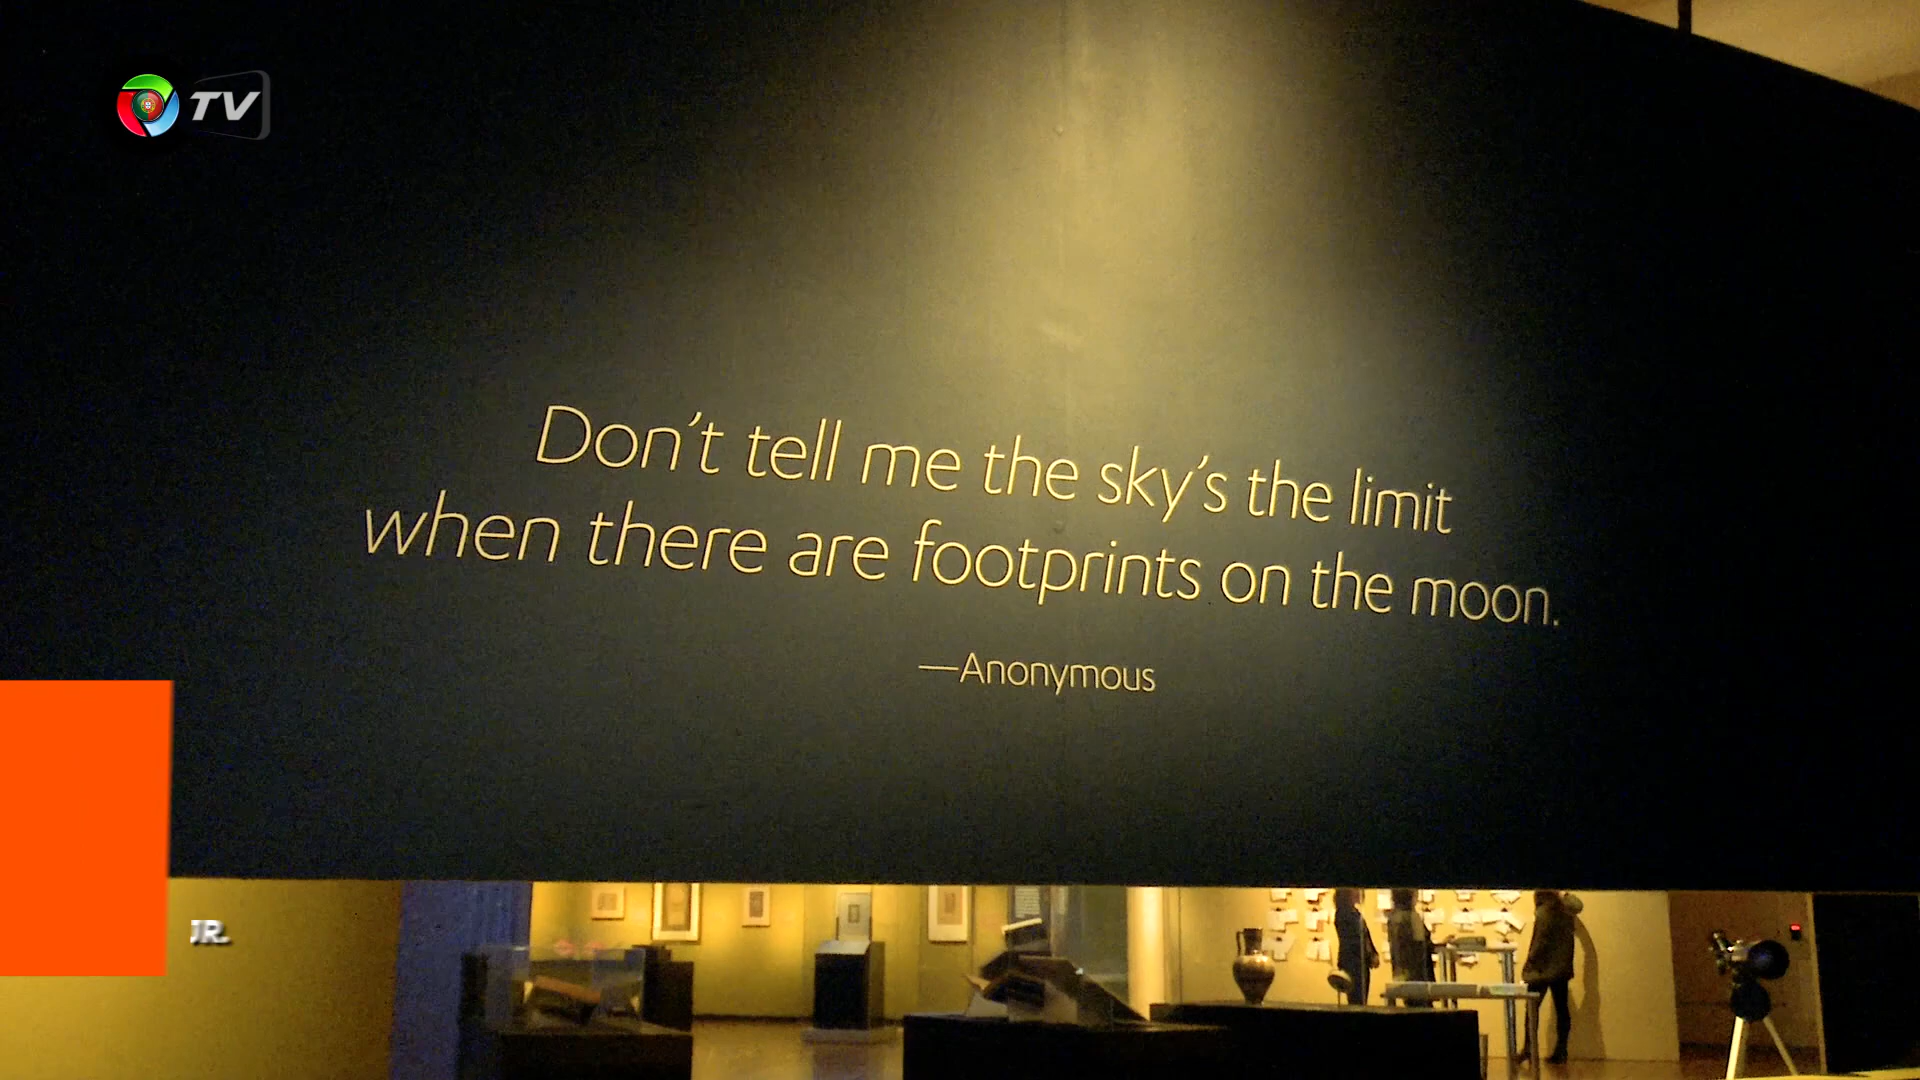 TV
Don't tell me the sky's the limit
when there are footprints on the moon.
—Anonymous
JR.